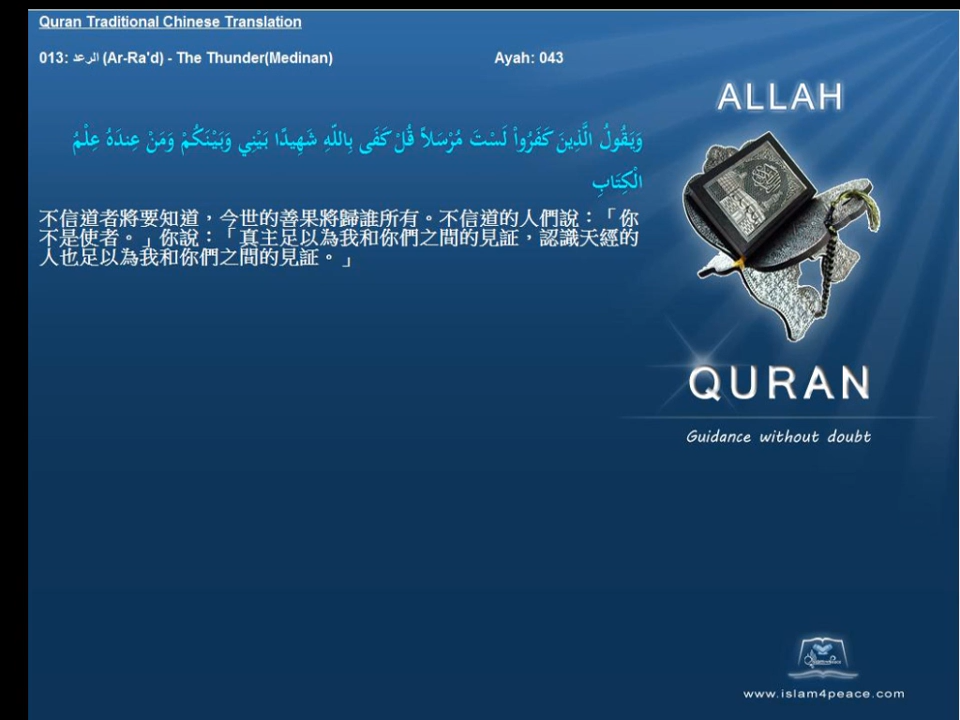 Quran Traditional Chinese Translation
013: الرعد (Ar-Ra'd) - The Thunder(Medinan) Ayah: 043
ALLAH
وَيَقُولُ الَّذِينَ كَفَرُواْ لَسْتَ مُرْسَلاً قُلْ كَفَى بِاللّهِ شَهِيدًا بَيْنِي وَبَيْنَكُمْ وَمَنْ عِندَهُ عِلْمُ
الْكِتَابِ
不信道者將要知道，今世的善果將歸誰所有。不信道的人們說：「你
不是使者。」你說：「真主足以為我和你們之間的見証，認識天經的
人也足以為我和你們之間的見証。」
QURAN
Guidance without doubt
www.islam4peace.com